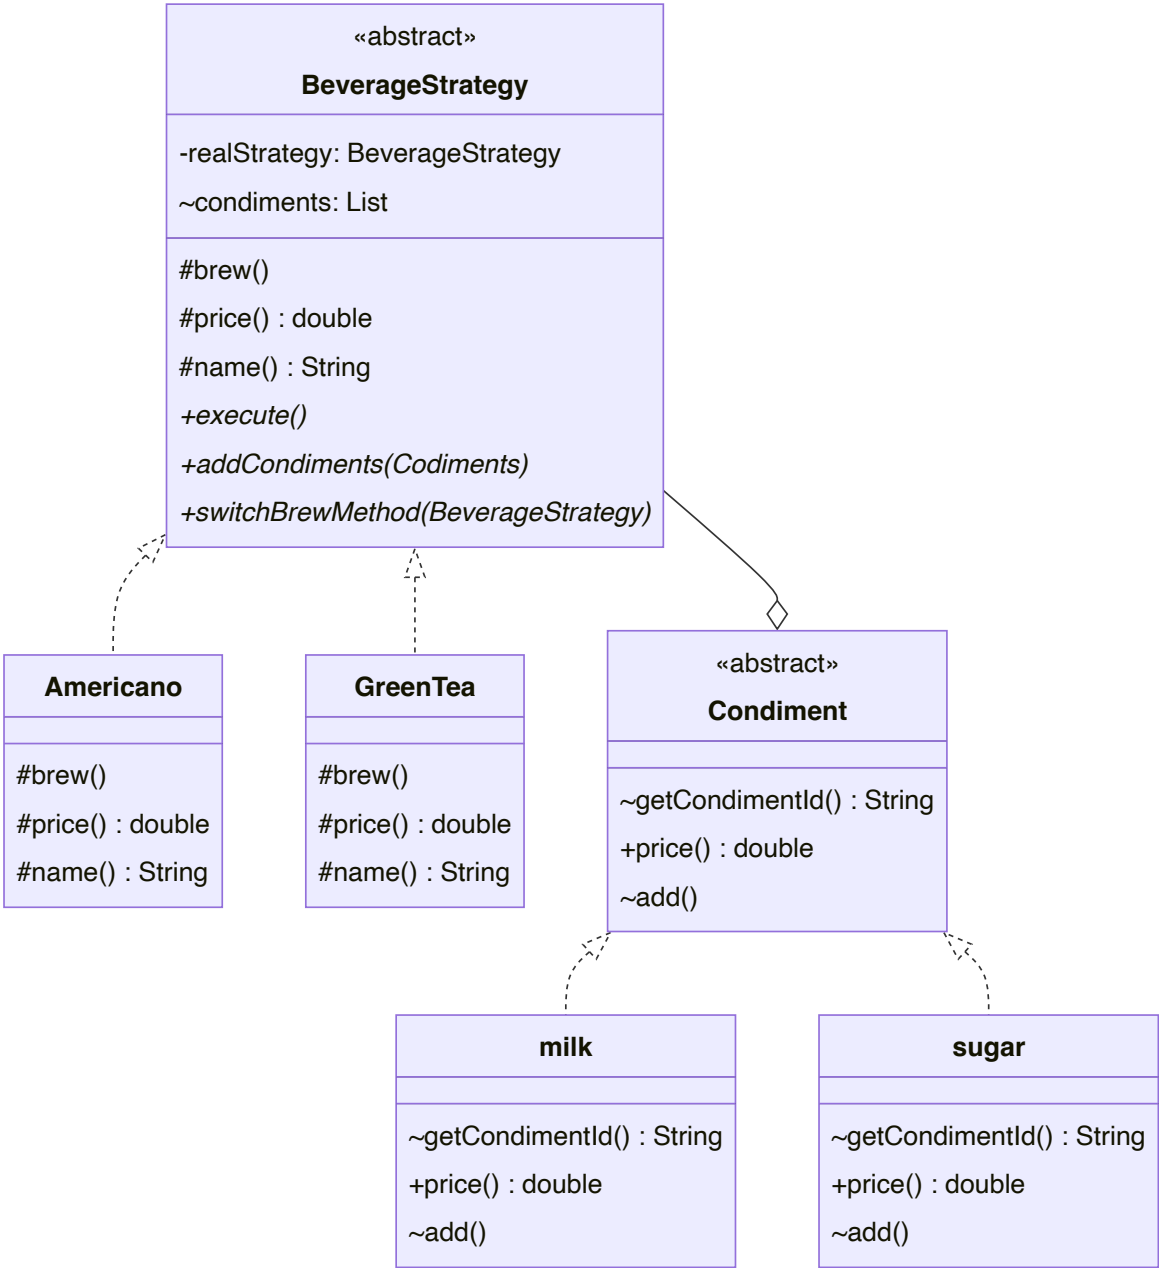 «abstract»
BeverageStrategy
-realStrategy: BeverageStrategy
~condiments: List
#brew()
#price() : double
#name() : String
+execute()
+addCondiments(Codiments)
+switchBrewMethod(BeverageStrategy)
Americano
#brew()
#price() : double
#name() : String
GreenTea
#brew()
#price() : double
#name() : String
«abstract»
Condiment
~getCondimentId() : String
+price() : double
~add()
milk
~getCondimentId() : String
+price() : double
~add()
sugar
~getCondimentId() : String
+price() : double
~add()